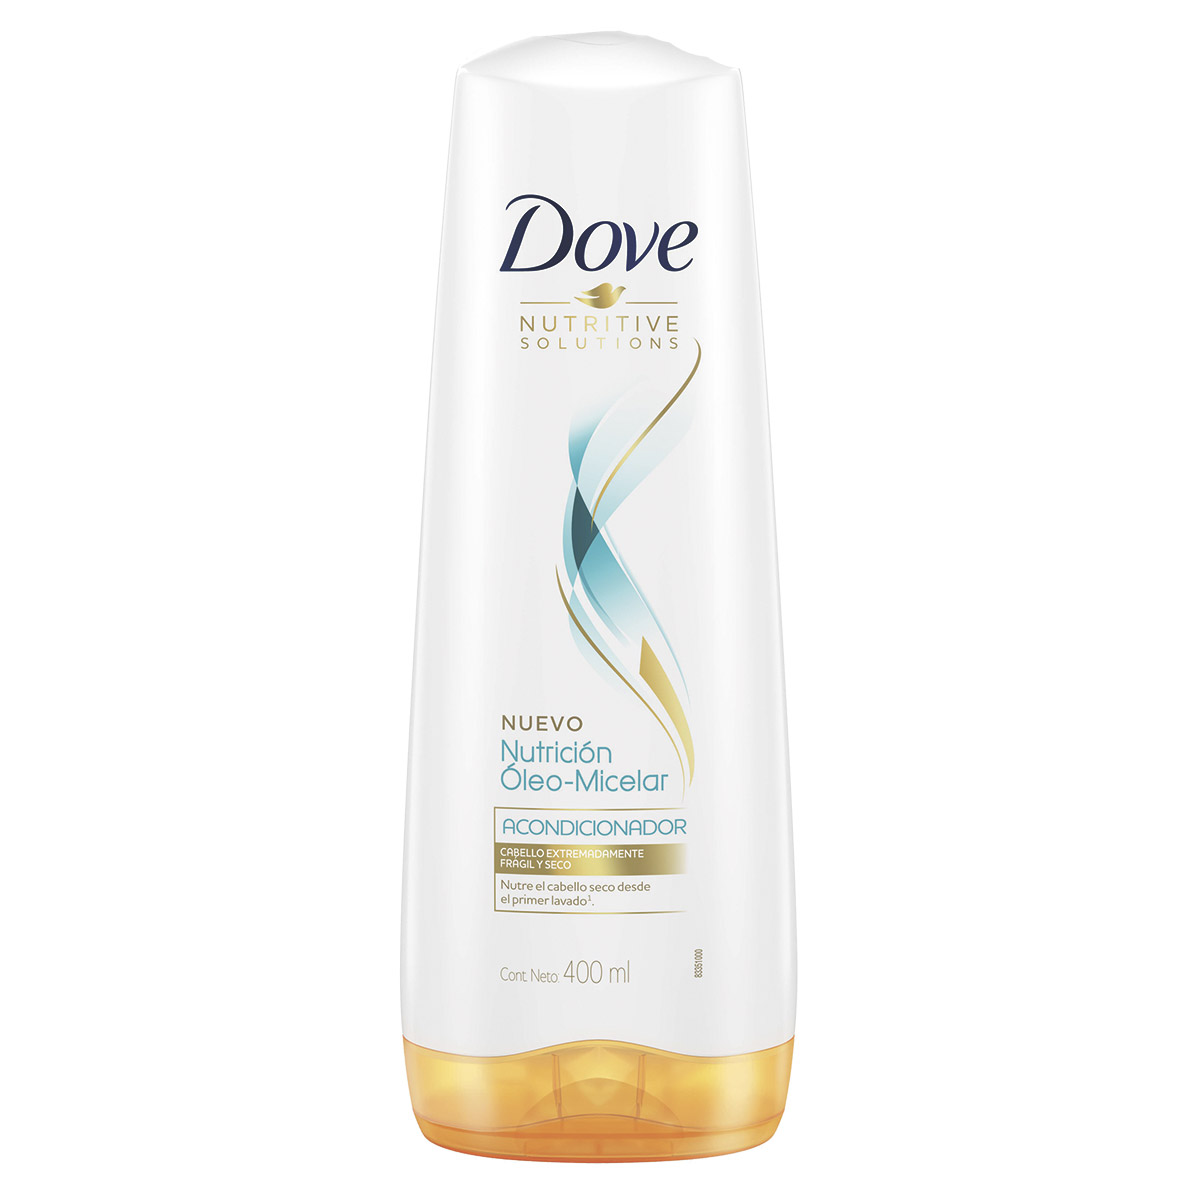 Dove
NUTRITIVE
SOLUTIONS
NUEVO
Nutrición
Óleo-Micelar
ACONDICIONADOR
CABELLO EXTREMADAMENTE
FRÁGIL Y SECO
Nutre el cabello seco desde
el primer lavado¹.
Cont. Neto: 400 ml
83351000